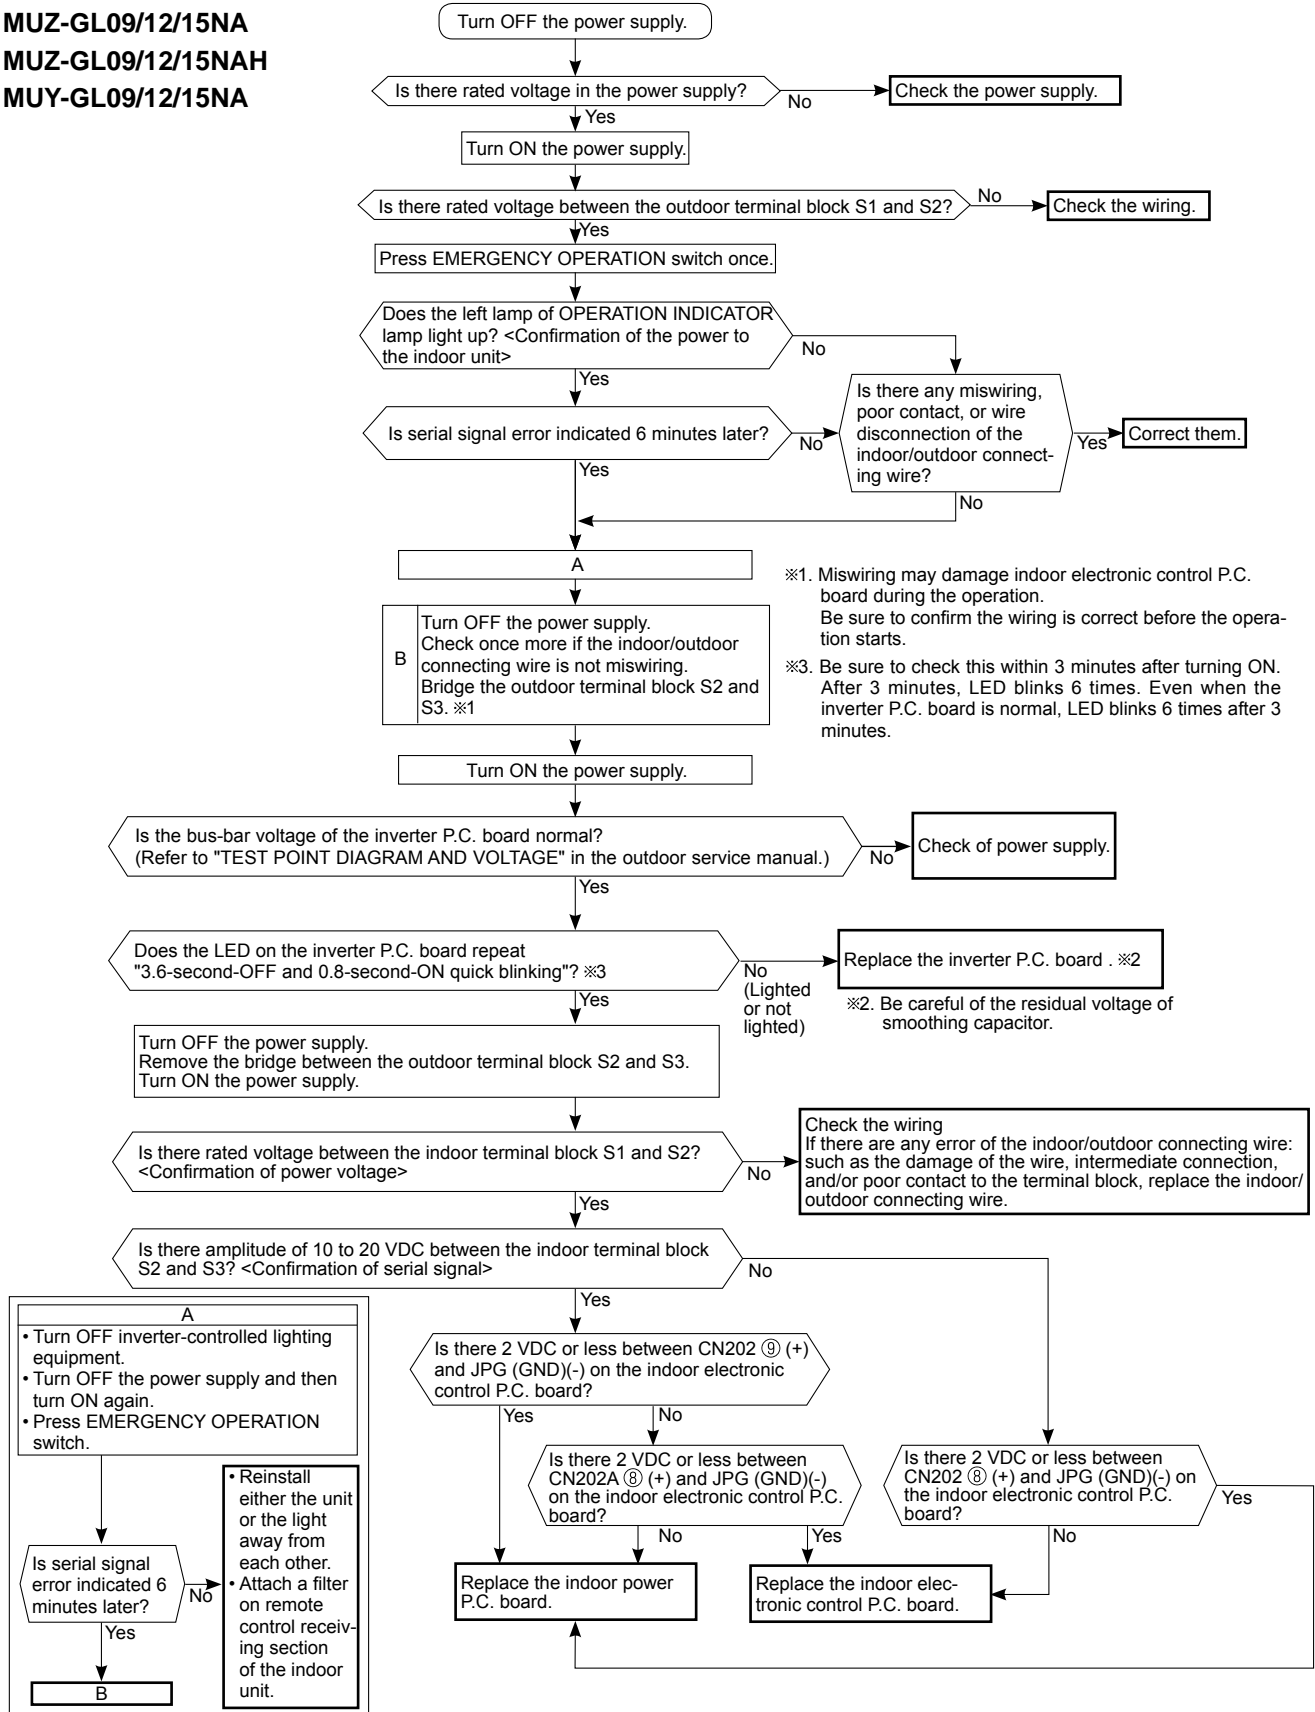 MUZ-GL09/12/15NA
MUZ-GL09/12/15NAH
MUY-GL09/12/15NA
Turn OFF the power supply.
Is there rated voltage in the power supply?
No
Check the power supply.
Yes
Turn ON the power supply.
Is there rated voltage between the outdoor terminal block S1 and S2?
No
Check the wiring.
Yes
Press EMERGENCY OPERATION switch once.
Does the left lamp of OPERATION INDICATOR
lamp light up? <Confirmation of the power to
the indoor unit>
No
Yes
Is there any miswiring,
poor contact, or wire
disconnection of the
indoor/outdoor connect-
ing wire?
Yes
Correct them.
No
Is serial signal error indicated 6 minutes later?
No
Yes
A
B
Turn OFF the power supply.
Check once more if the indoor/outdoor
connecting wire is not miswiring.
Bridge the outdoor terminal block S2 and
S3. ※1
※1. Miswiring may damage indoor electronic control P.C.
board during the operation.
Be sure to confirm the wiring is correct before the opera-
tion starts.
※3. Be sure to check this within 3 minutes after turning ON.
After 3 minutes, LED blinks 6 times. Even when the
inverter P.C. board is normal, LED blinks 6 times after 3
minutes.
Turn ON the power supply.
Is the bus-bar voltage of the inverter P.C. board normal?
(Refer to "TEST POINT DIAGRAM AND VOLTAGE" in the outdoor service manual.)
No
Check of power supply.
Yes
Does the LED on the inverter P.C. board repeat
"3.6-second-OFF and 0.8-second-ON quick blinking"? ※3
No
(Lighted
or not
lighted)
Replace the inverter P.C. board . ※2
※2. Be careful of the residual voltage of
smoothing capacitor.
Yes
Turn OFF the power supply.
Remove the bridge between the outdoor terminal block S2 and S3.
Turn ON the power supply.
Is there rated voltage between the indoor terminal block S1 and S2?
<Confirmation of power voltage>
No
Check the wiring
If there are any error of the indoor/outdoor connecting wire:
such as the damage of the wire, intermediate connection,
and/or poor contact to the terminal block, replace the indoor/
outdoor connecting wire.
Yes
Is there amplitude of 10 to 20 VDC between the indoor terminal block
S2 and S3? <Confirmation of serial signal>
No
Yes
Is there 2 VDC or less between CN202 ⑨ (+)
and JPG (GND)(-) on the indoor electronic
control P.C. board?
Yes
No
Is there 2 VDC or less between
CN202A ⑧ (+) and JPG (GND)(-)
on the indoor electronic control P.C.
board?
No
Yes
Is there 2 VDC or less between
CN202 ⑧ (+) and JPG (GND)(-) on
the indoor electronic control P.C.
board?
Yes
No
Replace the indoor power
P.C. board.
Replace the indoor elec-
tronic control P.C. board.
A
• Turn OFF inverter-controlled lighting
equipment.
• Turn OFF the power supply and then
turn ON again.
• Press EMERGENCY OPERATION
switch.
Is serial signal
error indicated 6
minutes later?
No
Yes
B
• Reinstall
either the unit
or the light
away from
each other.
• Attach a filter
on remote
control receiv-
ing section
of the indoor
unit.